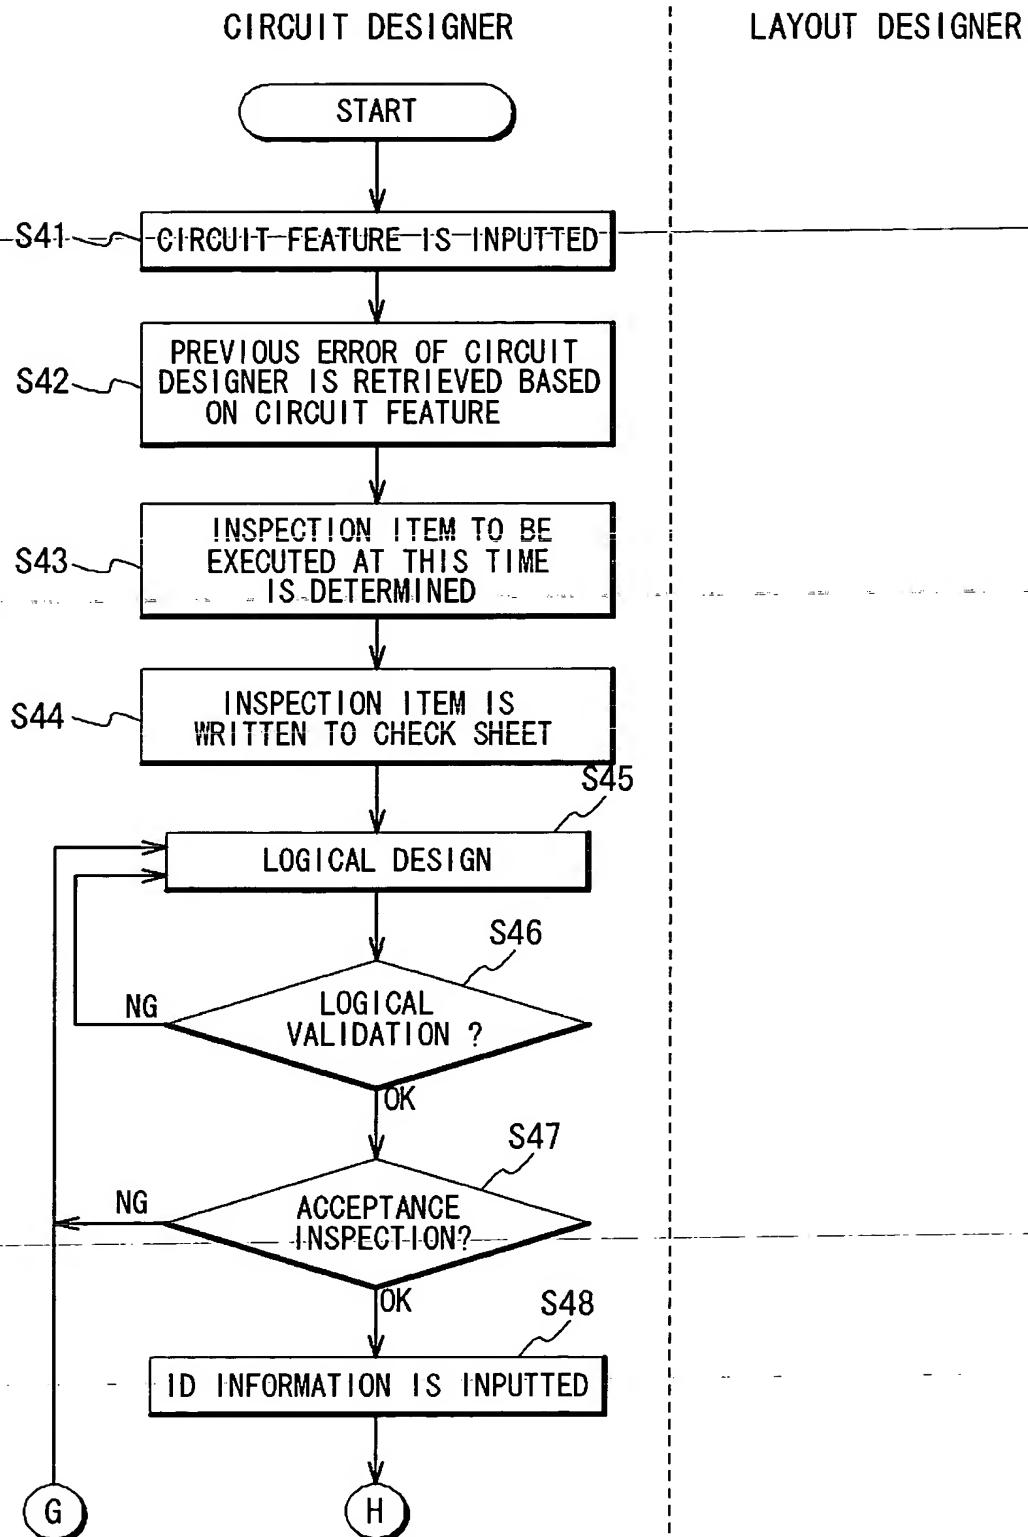 CIRCUIT DESIGNER
LAYOUT DESIGNER
START
S41
CIRCUIT FEATURE IS INPUTTED
S42
PREVIOUS ERROR OF CIRCUIT
DESIGNER IS RETRIEVED BASED
ON CIRCUIT FEATURE
S43
INSPECTION ITEM TO BE
EXECUTED AT THIS TIME
IS DETERMINED
S44
INSPECTION ITEM IS
WRITTEN TO CHECK SHEET
S45
LOGICAL DESIGN
S46
NG
LOGICAL
VALIDATION ?
OK
S47
NG
ACCEPTANCE
INSPECTION?
OK
S48
ID INFORMATION IS INPUTTED
G
H